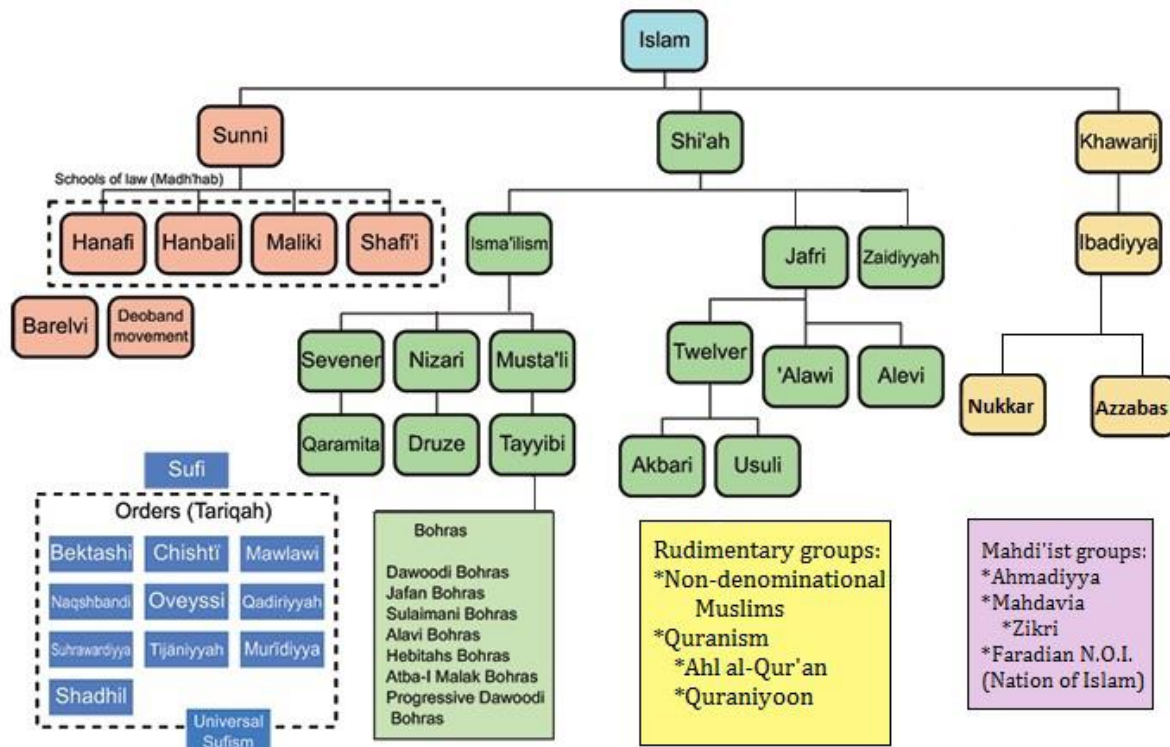 Islam
Sunni
Shi'ah
Khawarij
Schools of law (Madh'hab)
Hanafi
Hanbali
Maliki
Shafi'i
Isma'ilism
Jafri
Zaidiyyah
Ibadiyya
Barelvi
Deoband
movement
Sevener
Nizari
Musta'li
Twelver
'Alawi
Alevi
Nukkar
Azzabas
Qaramita
Druze
Tayyibi
Akbari
Usuli
Sufi
Orders (Tariqah)
Bektashi
Chishtï
Mawlawi
Naqshbandi
Oveyssi
Qadiriyyah
Suhrawardiyya
Tijāniyyah
Murīdiyya
Shadhil
Universal
Sufism
Bohras
Dawoodi Bohras
Jafan Bohras
Sulaimani Bohras
Alavi Bohras
Hebitahs Bohras
Atba-I Malak Bohras
Progressive Dawoodi
Bohras
Rudimentary groups:
*Non-denominational
Muslims
*Quranism
*Ahl al-Qur'an
*Quraniyoon
Mahdi'ist groups:
*Ahmadiyya
*Mahdavia
*Zikri
*Faradian N.O.I.
(Nation of Islam)